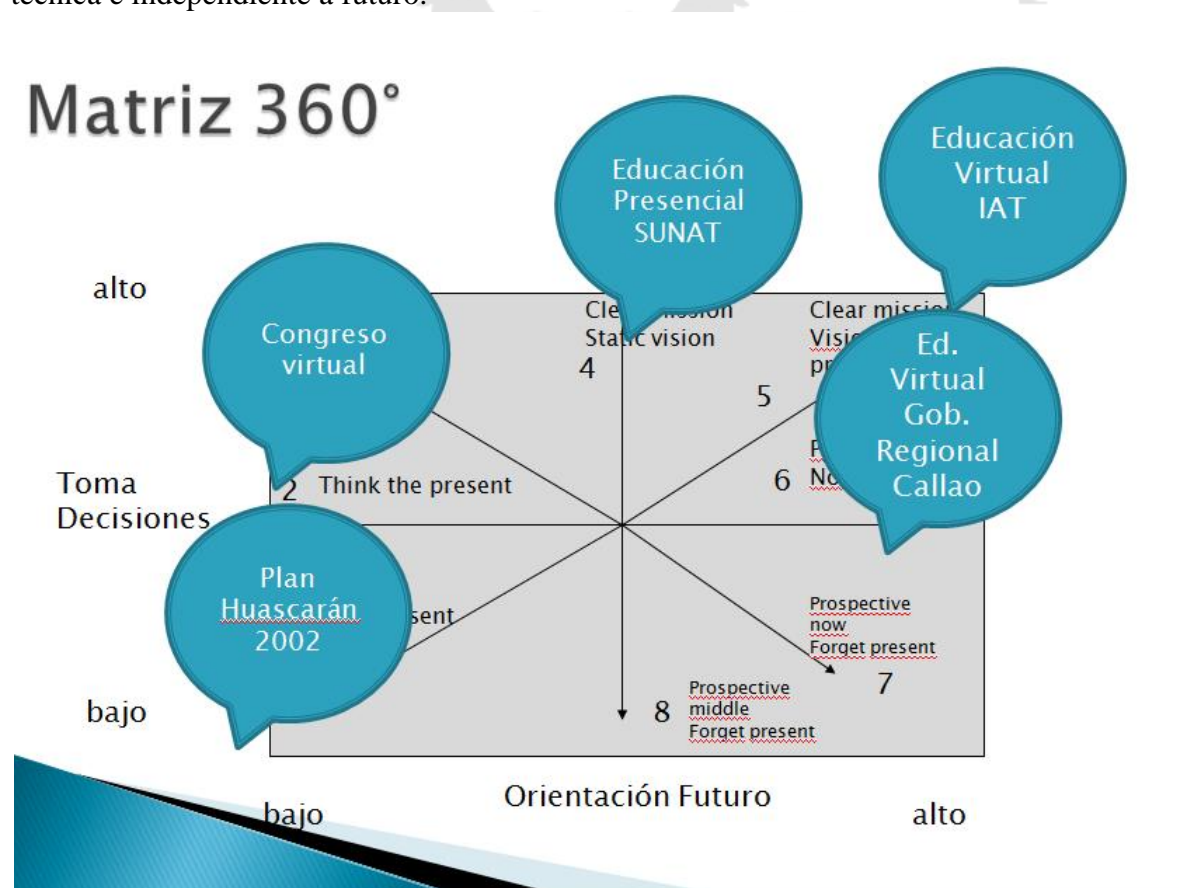 técnica e independiente a futuro.
Matriz 360°
Educación
Presencial
SUNAT
Educación
Virtual
IAT
alto
Congreso
virtual
Static vision
4
Clear
5
Ed.
Virtual
Gob.
Regional
Callao
Toma
Decisiones
2 Think the present
6
Plan
Huascarán
2002
Prospective
now
Forget present
7
bajo
8
Prospective
middle
Forget present
Orientación Futuro
bajo
alto